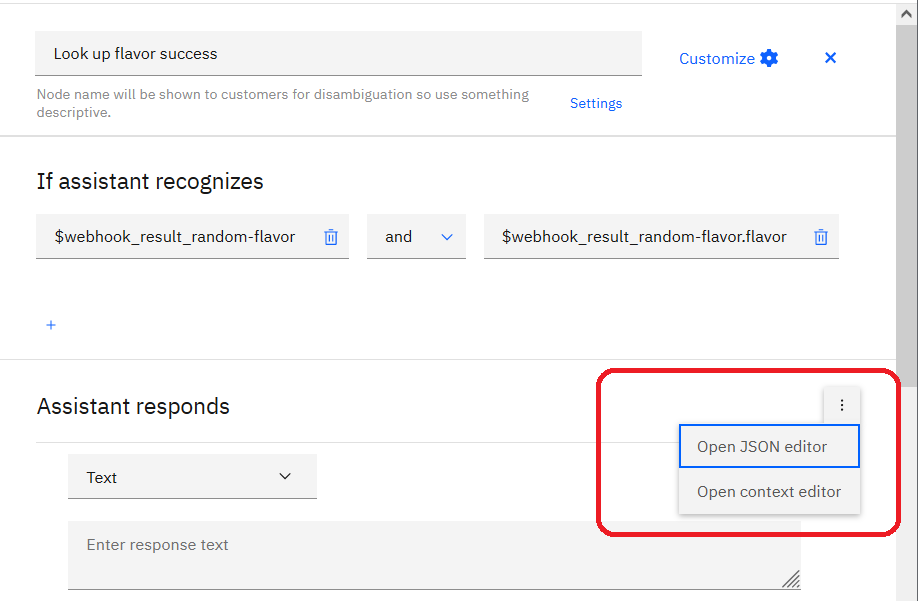 Look up flavor success
Customize
Node name will be shown to customers for disambiguation so use something
descriptive.
Settings
If assistant recognizes
$webhook_result_random-flavor
and
$webhook_result_random-flavor.flavor
+
Assistant responds
Open JSON editor
Open context editor
Text
Enter response text